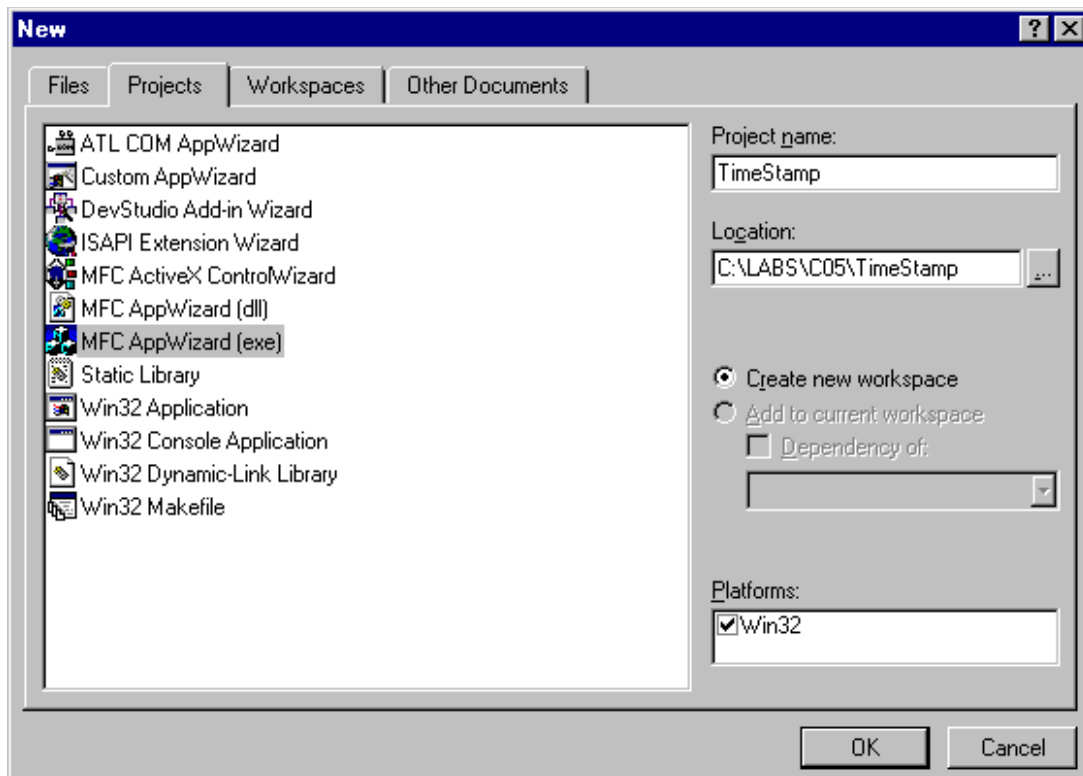 New
Files Projects Workspaces Other Documents
ATL COM AppWizard
Custom AppWizard
DevStudio Add-in Wizard
ISAPI Extension Wizard
MFC ActiveX ControlWizard
MFC AppWizard (dll)
MFC AppWizard (exe)
Static Library
Win32 Application
Win32 Console Application
Win32 Dynamic-Link Library
Win32 Makefile
Project name:
TimeStamp
Location:
C:\LABS\C05\TimeStamp
...
Create new workspace
Add to current workspace
Dependency of:
Platforms:
Win32
OK Cancel